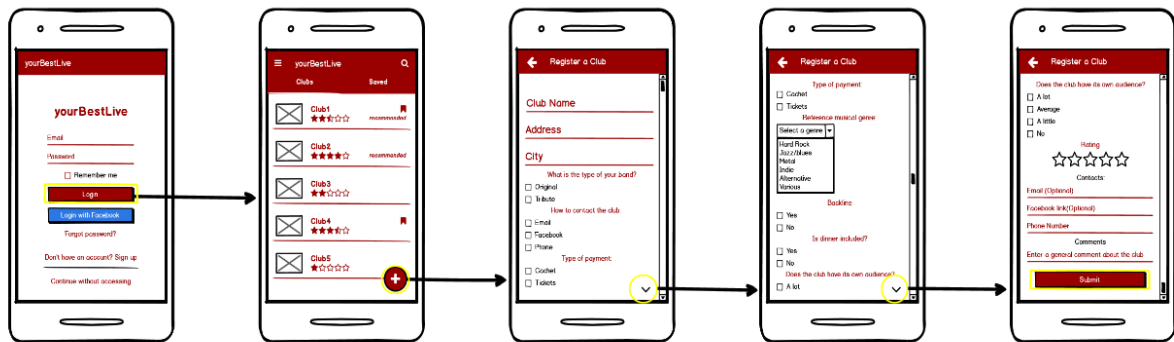 yourBestLive
yourBestLive
Email
Password
Remember me
Login
Login with Facebook
Forgot password?
Don't have an account? Sign up
Continue without accessing
yourBestLive
Clubs Saved
Club1
recommended
Club2
recommended
Club3
Club4
Club5
+
Register a Club
Club Name
Address
City
What is the type of your band?
Original
Tribute
How to contact the club
Email
Facebook
Phone
Type of payment:
Cachet
Tickets
Register a Club
Type of payment:
Cachet
Tickets
Reference musical genre
Select a genre
Hard Rock
Jazz/blues
Metal
Indie
Alternative
Various
Backline
Yes
No
Is dinner included?
Yes
No
Does the club have its own audience?
A lot
Register a Club
Does the club have its own audience?
A lot
Average
A little
No
Rating
Contacts:
Email (Optional)
Facebook link(Optional)
Phone Number
Comments
Enter a general comment about the club
Submit